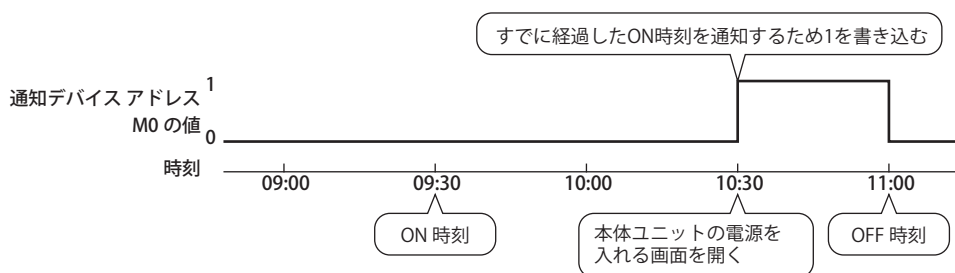 すでに経過したON時刻を通知するため1を書き込む
通知デバイス アドレス
M0 の値
1
0
時刻
09:00 09:30 10:00 10:30 11:00
ON 時刻
本体ユニットの電源を
入れる画面を開く
OFF 時刻